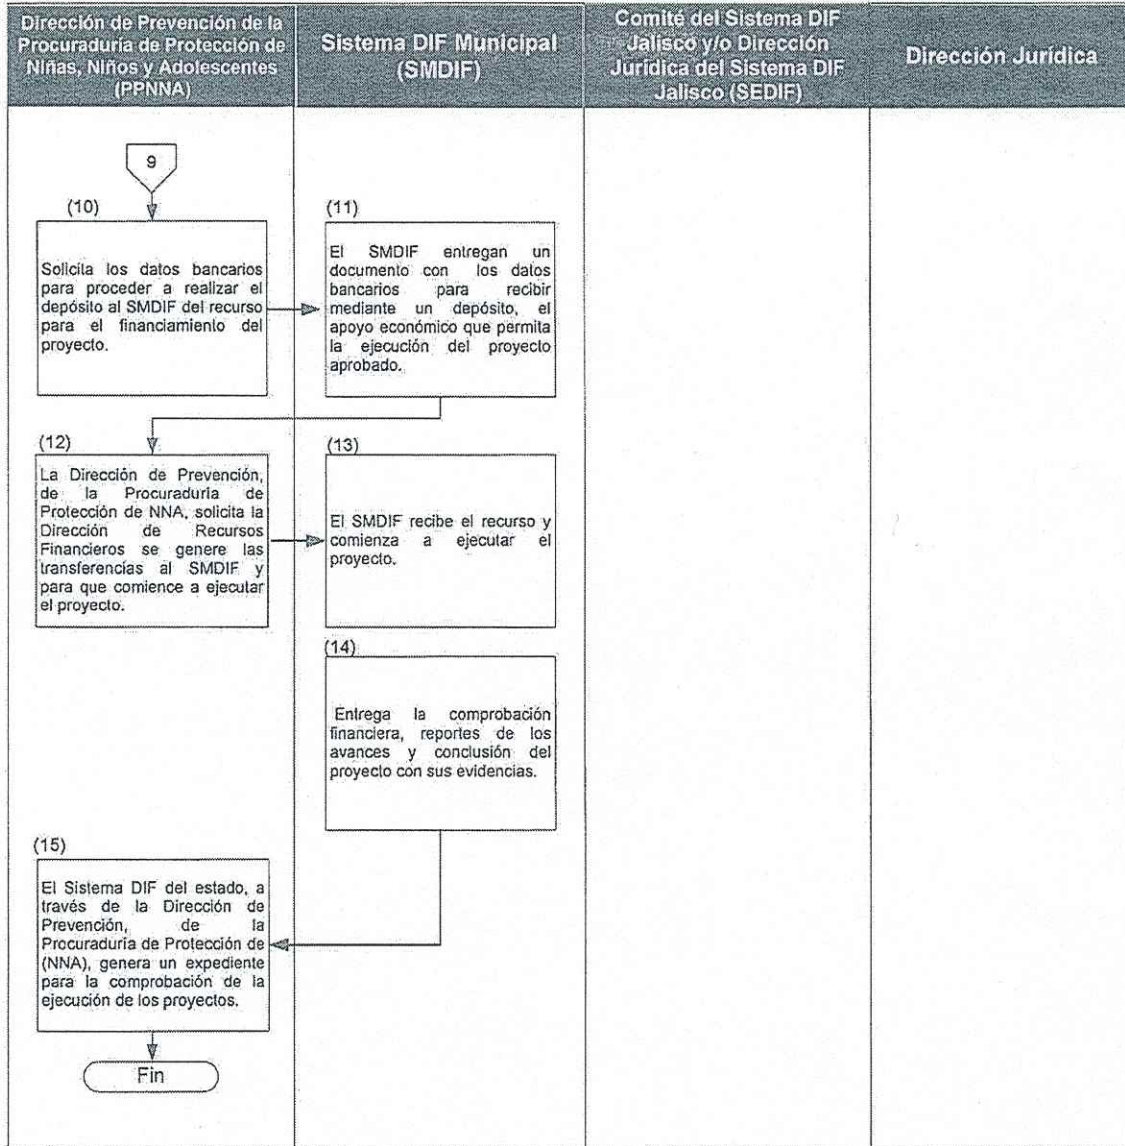 Dirección de Prevención de la
Procuraduría de Protección de
Niñas, Niños y Adolescentes
(PPNNA)
Sistema DIF Municipal
(SMDIF)
Comité del Sistema DIF
Jalisco y/o Dirección
Jurídica del Sistema DIF
Jalisco (SEDIF)
Dirección Jurídica
9
(10)
Solicita los datos bancarios
para proceder a realizar el
depósito al SMDIF del recurso
para el financiamiento del
proyecto.
(11)
El SMDIF entregan un
documento con los datos
bancarios para recibir
mediante un depósito, el
apoyo económico que permita
la ejecución del proyecto
aprobado.
(12)
La Dirección de Prevención,
de la Procuraduría de
Protección de NNA, solicita la
Dirección de Recursos
Financieros se genere las
transferencias al SMDIF y
para que comience a ejecutar
el proyecto.
(13)
El SMDIF recibe el recurso y
comienza a ejecutar el
proyecto.
(14)
Entrega la comprobación
financiera, reportes de los
avances y conclusión del
proyecto con sus evidencias.
(15)
El Sistema DIF del estado, a
través de la Dirección de
Prevención, de la
Procuraduría de Protección de
(NNA), genera un expediente
para la comprobación de la
ejecución de los proyectos.
Fin